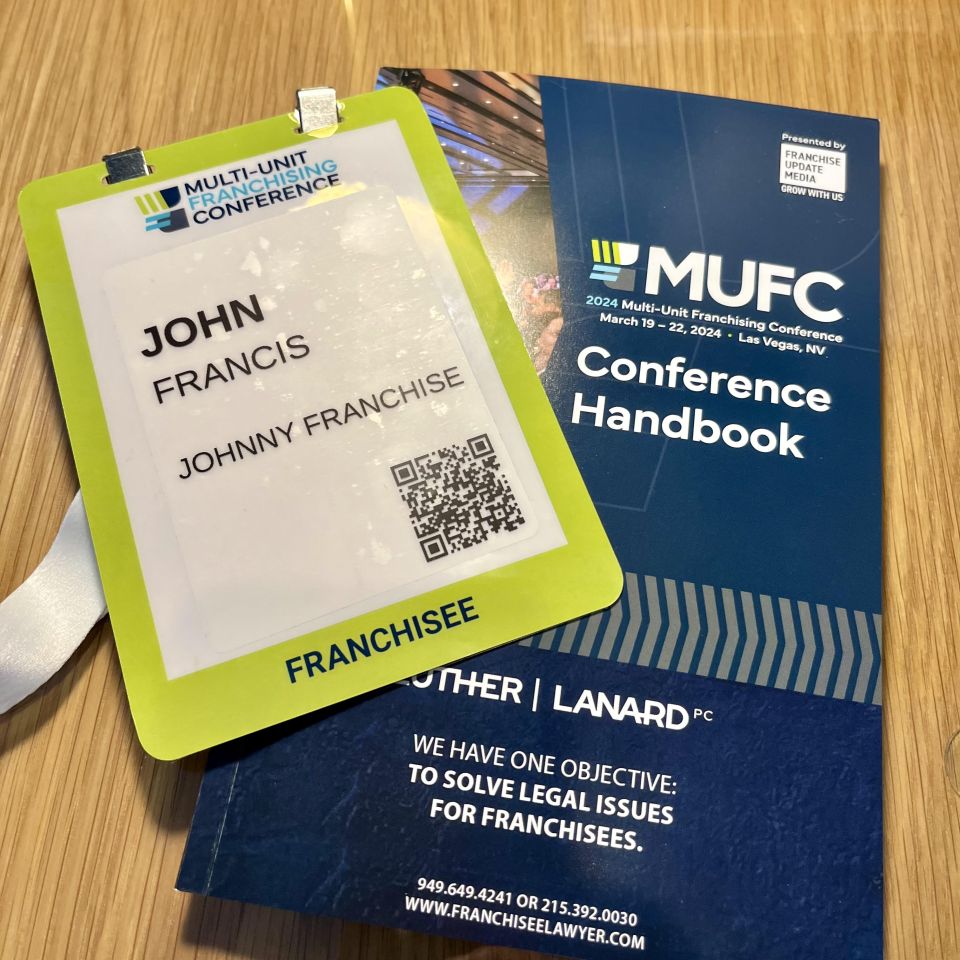 MULTI-UNIT
FRANCHISING
CONFERENCE
JOHN
FRANCIS
JOHNNY FRANCHISE
FRANCHISEE
Presented by
FRANCHISE
UPDATE
MEDIA
GROW WITH US
MUFC
2024 Multi-Unit Franchising Conference
March 19 – 22, 2024 • Las Vegas, NV
Conference
Handbook
LANARD PC
WE HAVE ONE OBJECTIVE:
TO SOLVE LEGAL ISSUES
FOR FRANCHISEES.
949.649.4241 OR 215.392.0030
WWW.FRANCHISEELAWYER.COM